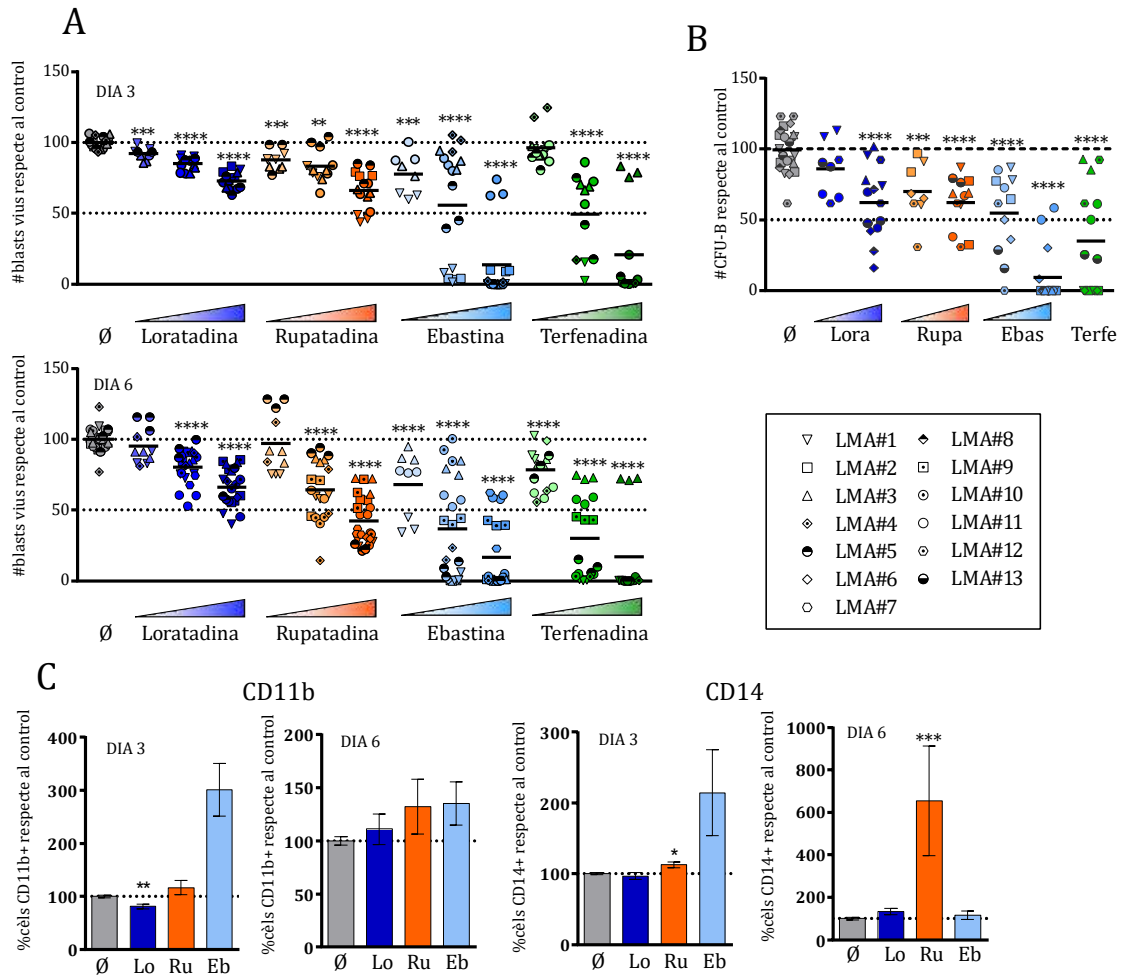 A
#blasts vius respecte al control
150
100
50
0
DIA 3
*** **** **** *** ** **** *** **** **** **** ****
Ø Loratadina Rupatadina Ebastina Terfenadina
#blasts vius respecte al control
150
100
50
0
DIA 6
**** **** **** **** **** **** **** **** **** ****
Ø Loratadina Rupatadina Ebastina Terfenadina
B
#CFU-B respecte al control
150
100
50
0
**** *** **** **** **** ****
Ø Lora Rupa Ebas Terfe
LMA#1 LMA#8
LMA#2 LMA#9
LMA#3 LMA#10
LMA#4 LMA#11
LMA#5 LMA#12
LMA#6 LMA#13
LMA#7
C
CD11b
%cèls CD11b+ respecte al control
400
300
200
100
0
DIA 3
**
Ø Lo Ru Eb
%cèls CD11b+ respecte al control
200
150
100
50
0
DIA 6
Ø Lo Ru Eb
CD14
%cèls CD14+ respecte al control
300
200
100
0
DIA 3
*
Ø Lo Ru Eb
%cèls CD14+ respecte al control
1000
800
600
400
200
0
DIA 6
***
Ø Lo Ru Eb